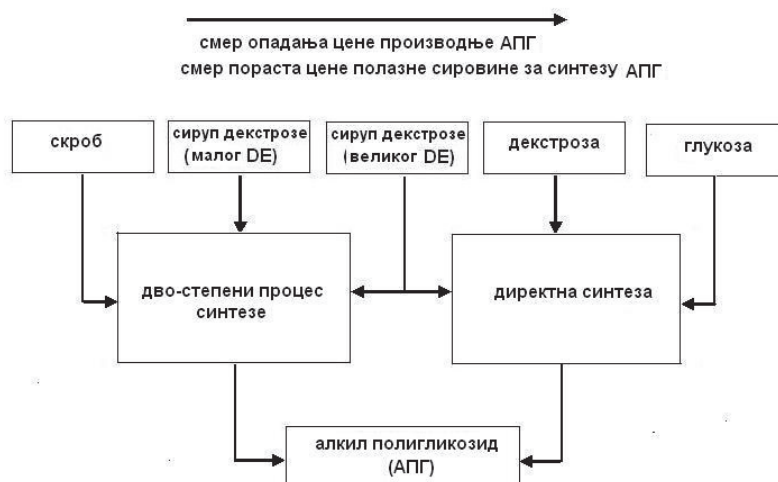 смер опадања цене производње АПГ
смер пораста цене полазне сировине за синтезу АПГ
скроб
сируп декстрозе
(малог DE)
сируп декстрозе
(великог DE)
декстроза
глукоза
дво-степени процес
синтезе
директна синтеза
алкил полигликозид
(АПГ)